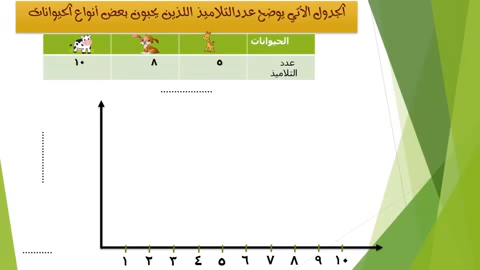 الجدول الآتي يوضح عدد التلاميذ اللذين يحبون بعض أنواع الحيوانات
الحيوانات
عدد التلاميذ ٥ ٨ ١٠
....................
....................
...........
١ ٢ ٣ ٤ ٥ ٦ ٧ ٨ ٩ ١٠